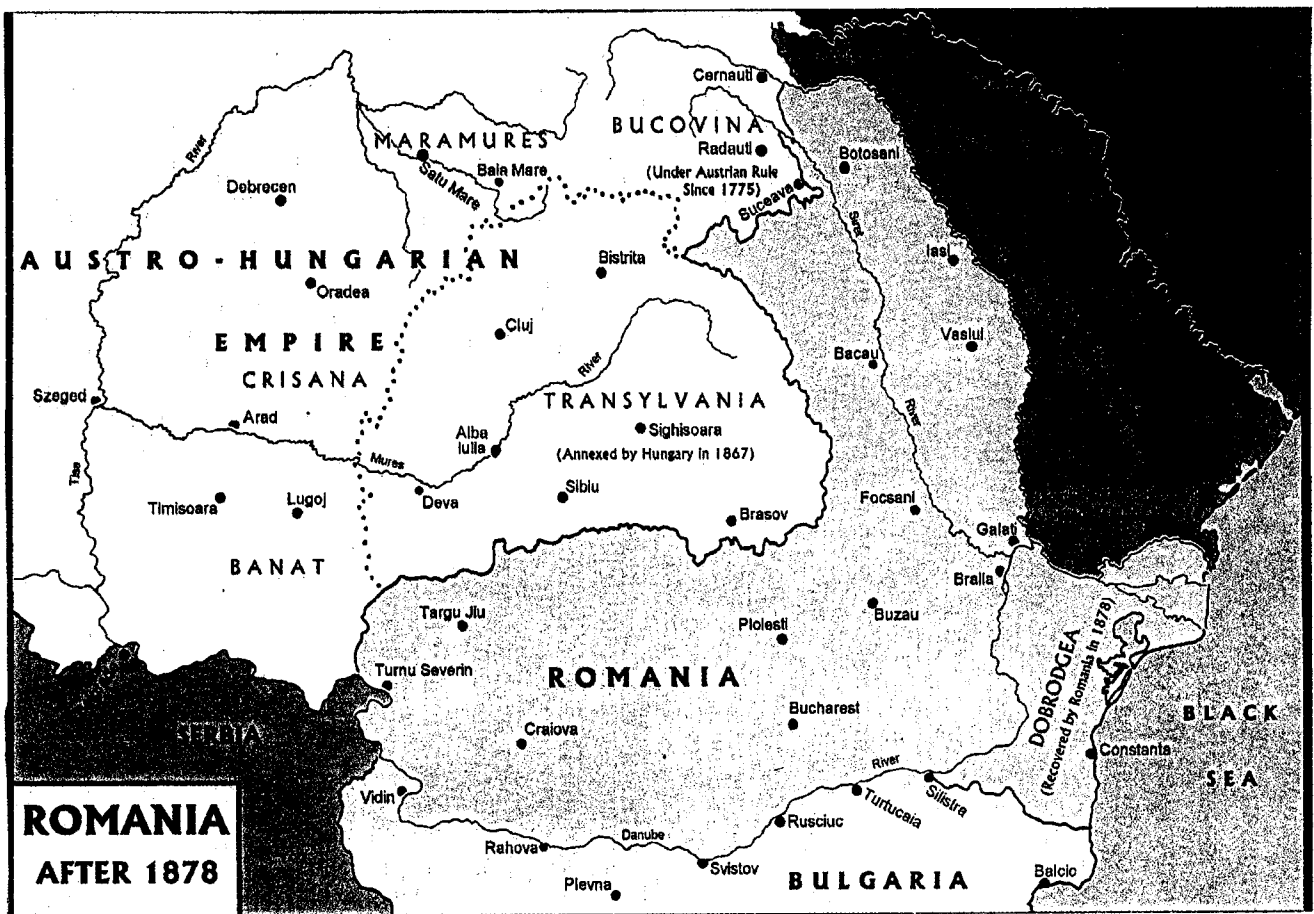 Cernauti
BUCOVINA
Radauti
(Under Austrian Rule
Since 1775)
Suceava
Botosani
Siret
River
Iasi
Vaslui
Bacau
River
MARAMURES
Satu Mare
Baia Mare
Debrecen
AUSTRO-HUNGARIAN
Oradea
Bistrita
EMPIRE
Cluj
CRISANA
River
Szeged
Arad
TRANSYLVANIA
Alba
Iulia
Sighisoara
(Annexed by Hungary in 1867)
Mures
Tisa
Timisoara
Lugoj
Deva
Sibiu
Brasov
Focsani
Galati
BANAT
Braila
Targu Jiu
Ploiesti
Buzau
Turnu Severin
ROMANIA
DOBRODGEA
(Recovered by Romania in 1878)
BLACK
SEA
SERBIA
Craiova
Bucharest
Constanta
River
Vidin
Turtucaia
Silistra
Rusciuc
Rahova
Danube
Svistov
Plevna
BULGARIA
Balcic
ROMANIA
AFTER 1878